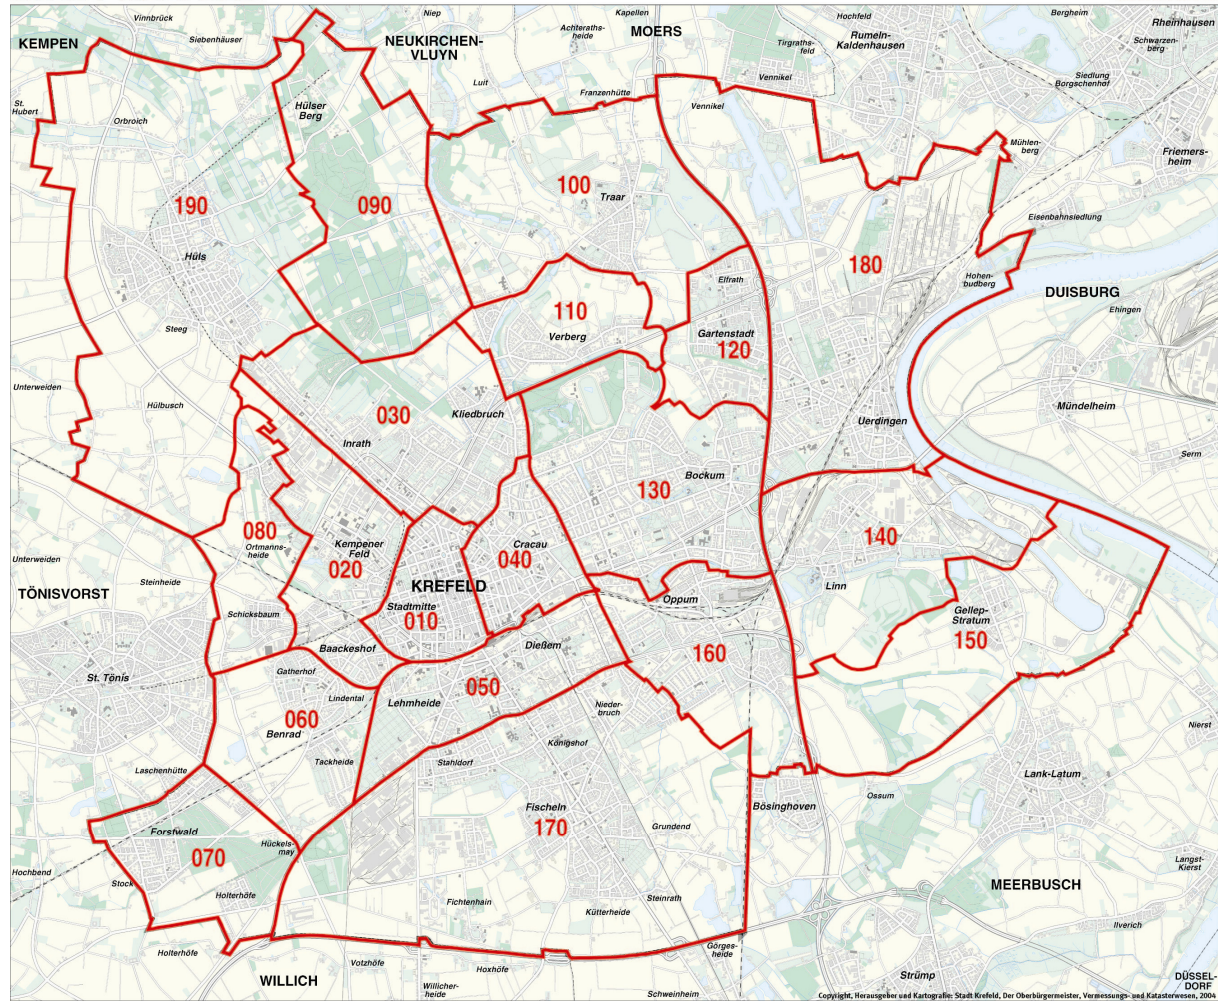 Vinnbrück
Siebenhäuser
KEMPEN
Niep
NEUKIRCHEN-
VLUYN
Luit
Kapellen
Achteraths-
heide
MOERS
Franzenhütte
Tirgraths-
feld
Vennikel
Vennikel
Hochfeld
Rumeln-
Kaldenhausen
Bergheim
Rheinhausen
Schwarzen-
berg
Siedlung
Borgschenhof
Mühlen-
berg
Friemers-
heim
St.
Hubert
Orbroich
Hülser
Berg
190
090
100
Traar
Eisenbahnsiedlung
Hüls
180
Hohen-
budberg
DUISBURG
Ehingen
Elfrath
110
Verberg
Steeg
Gartenstadt
120
Unterweiden
Hülbusch
030
Kliedbruch
Inrath
Uerdingen
Mündelheim
Serm
Bockum
130
080
Ortmanns-
heide
Kempener
Feld
020
Cracau
040
140
Unterweiden
Steinheide
TÖNISVORST
KREFELD
Stadtmitte
010
Oppum
Linn
Schicksbaum
Gellep-
Stratum
150
Baackeshof
Dießem
160
St. Tönis
Gatherhof
Lindental
050
Lehmheide
060
Benrad
Nieder-
bruch
Nierst
Königshof
Laschenhütte
Tackheide
Stahldorf
Lank-Latum
Fischeln
170
Grundend
Bösinghoven
Ossum
Forstwald
Hückels-
may
070
Hochbend
Stock
Holterhöfe
Langst-
Kierst
MEERBUSCH
Steinrath
Fichtenhain
Kütterheide
Ilverich
Holterhöfe
Görges-
heide
Votzhöfe
Hoxhöfe
WILLICH
Willicher-
heide
Schweinheim
Strümp
DÜSSEL-
DORF
Copyright, Herausgeber und Kartografie: Stadt Krefeld, Der Oberbürgermeister, Vermessungs- und Katasterwesen, 2004